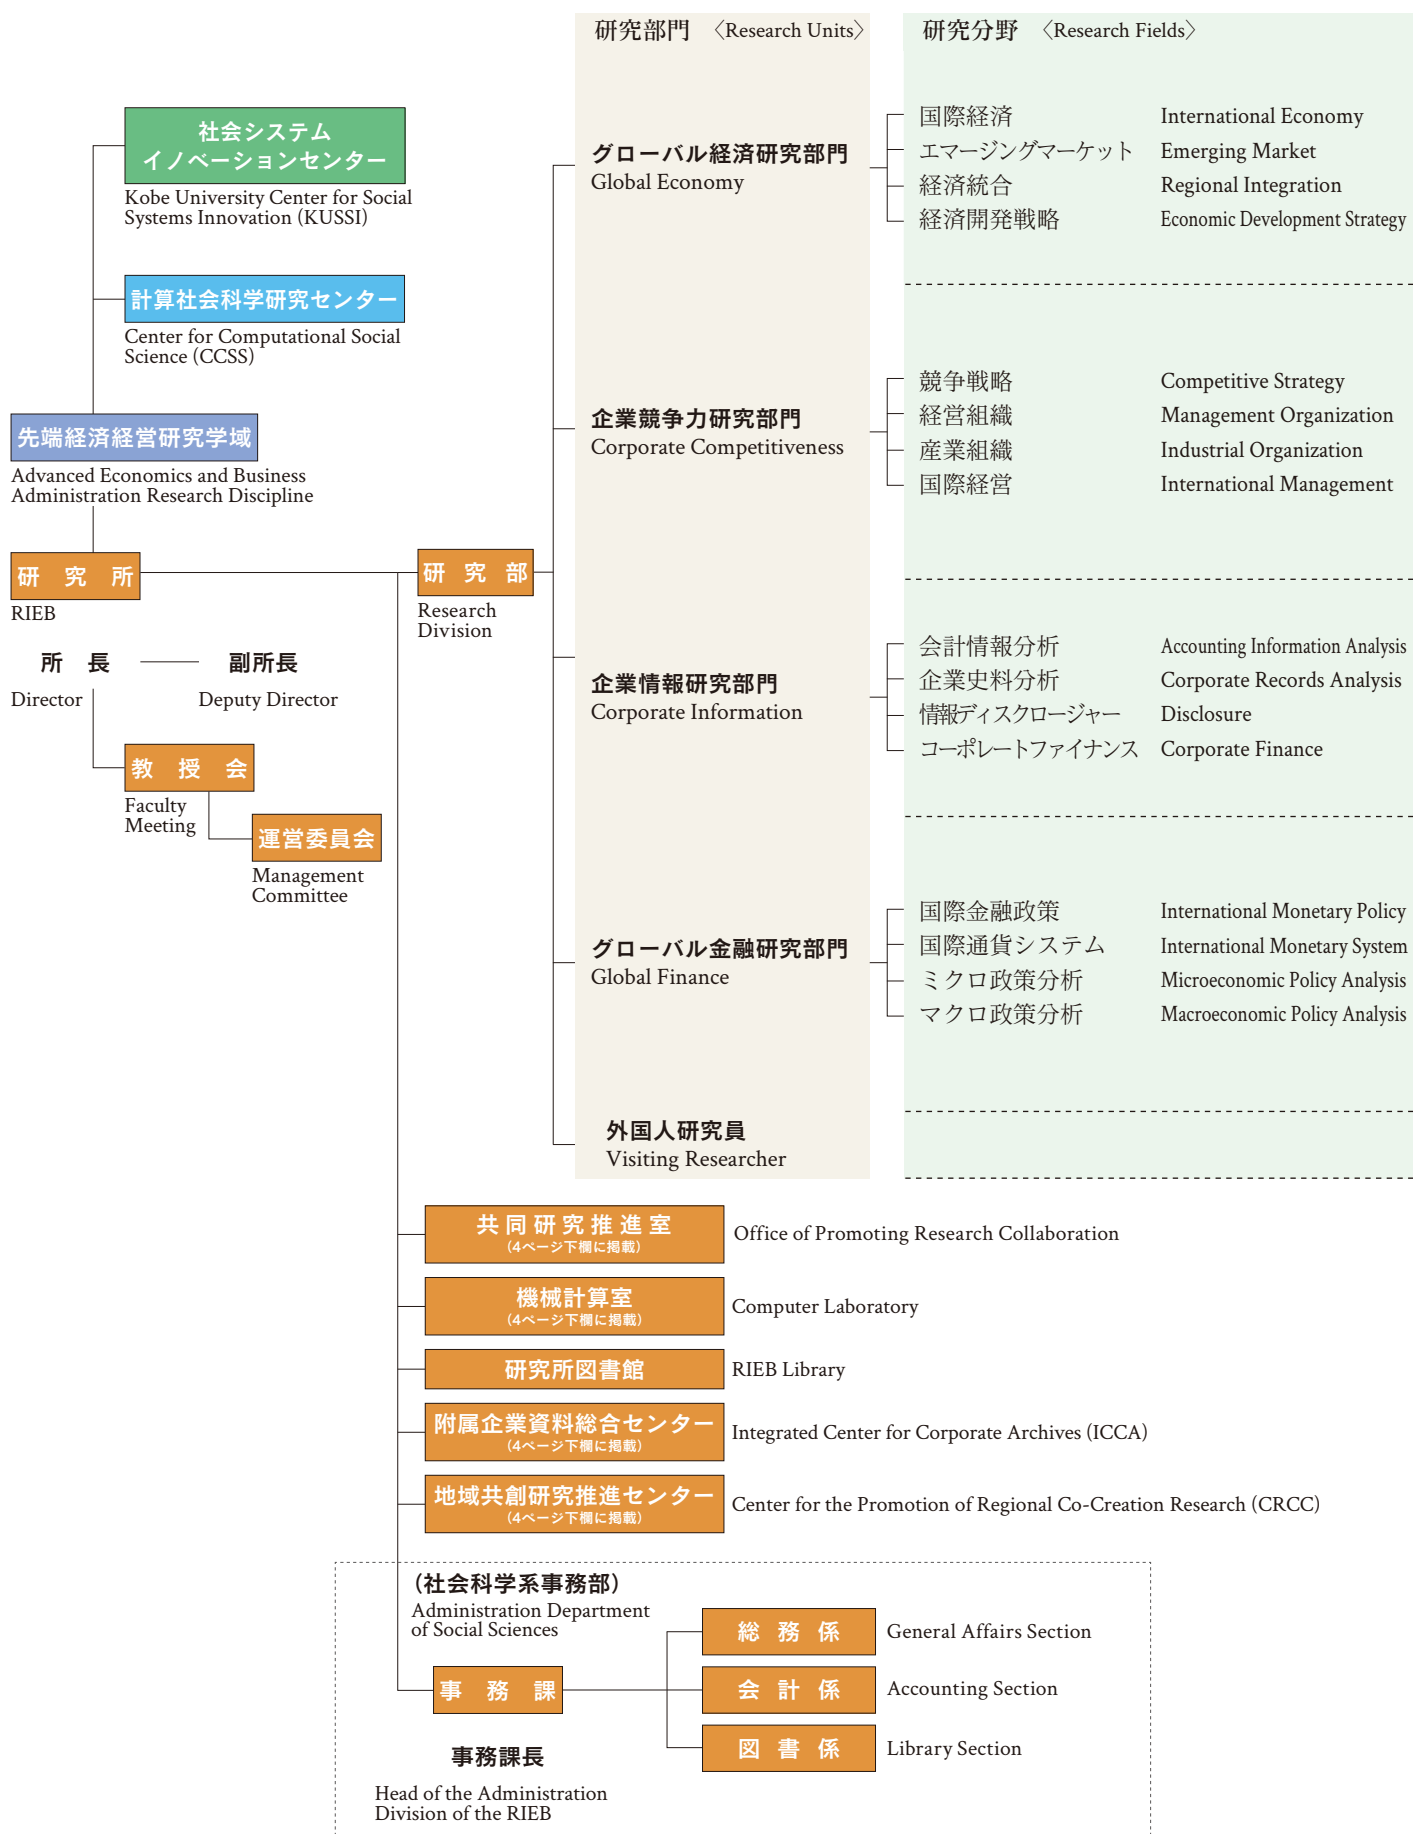 研究部門 〈Research Units〉
研究分野 〈Research Fields〉
社会システム
イノベーションセンター
Kobe University Center for Social
Systems Innovation (KUSSI)
計算社会科学研究センター
Center for Computational Social
Science (CCSS)
先端経済経営研究学域
Advanced Economics and Business
Administration Research Discipline
研 究 所
RIEB
所 長
副所長
Director
Deputy Director
教 授 会
Faculty
Meeting
運営委員会
Management
Committee
研 究 部
Research
Division
グローバル経済研究部門
Global Economy
国際経済 International Economy
エマージングマーケット Emerging Market
経済統合 Regional Integration
経済開発戦略 Economic Development Strategy
企業競争力研究部門
Corporate Competitiveness
競争戦略 Competitive Strategy
経営組織 Management Organization
産業組織 Industrial Organization
国際経営 International Management
企業情報研究部門
Corporate Information
会計情報分析 Accounting Information Analysis
企業史料分析 Corporate Records Analysis
情報ディスクロージャー Disclosure
コーポレートファイナンス Corporate Finance
グローバル金融研究部門
Global Finance
国際金融政策 International Monetary Policy
国際通貨システム International Monetary System
ミクロ政策分析 Microeconomic Policy Analysis
マクロ政策分析 Macroeconomic Policy Analysis
外国人研究員
Visiting Researcher
共同研究推進室
(4ページ下欄に掲載)
Office of Promoting Research Collaboration
機械計算室
(4ページ下欄に掲載)
Computer Laboratory
研究所図書館
RIEB Library
附属企業資料総合センター
(4ページ下欄に掲載)
Integrated Center for Corporate Archives (ICCA)
地域共創研究推進センター
(4ページ下欄に掲載)
Center for the Promotion of Regional Co-Creation Research (CRCC)
(社会科学系事務部)
Administration Department
of Social Sciences
事 務 課
総 務 係 General Affairs Section
会 計 係 Accounting Section
図 書 係 Library Section
事務課長
Head of the Administration
Division of the RIEB